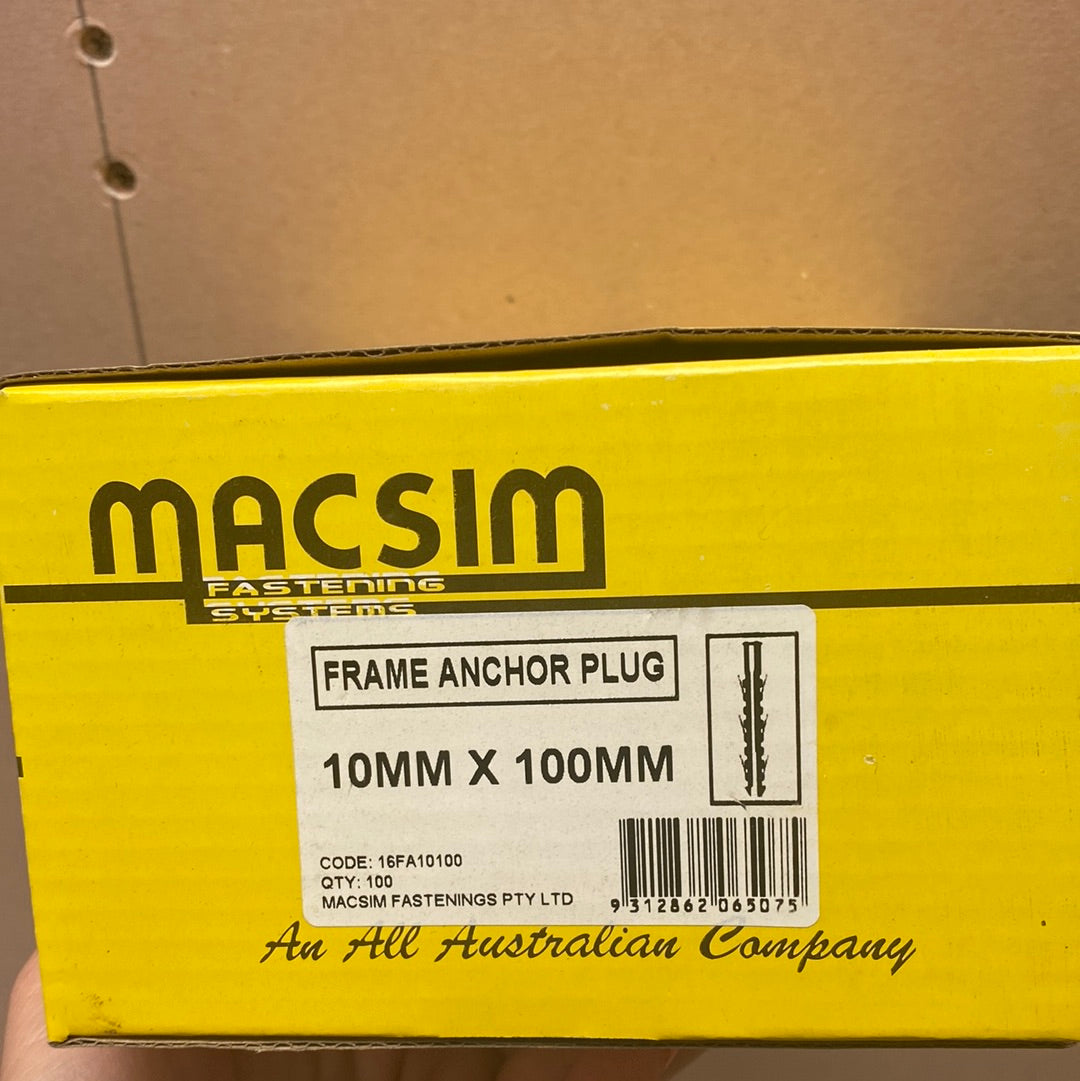 MACSIM
FASTENING
SYSTEMS
FRAME ANCHOR PLUG
10MM X 100MM
CODE: 16FA10100
QTY: 100
MACSIM FASTENINGS PTY LTD
9 312862 065075
An All Australian Company